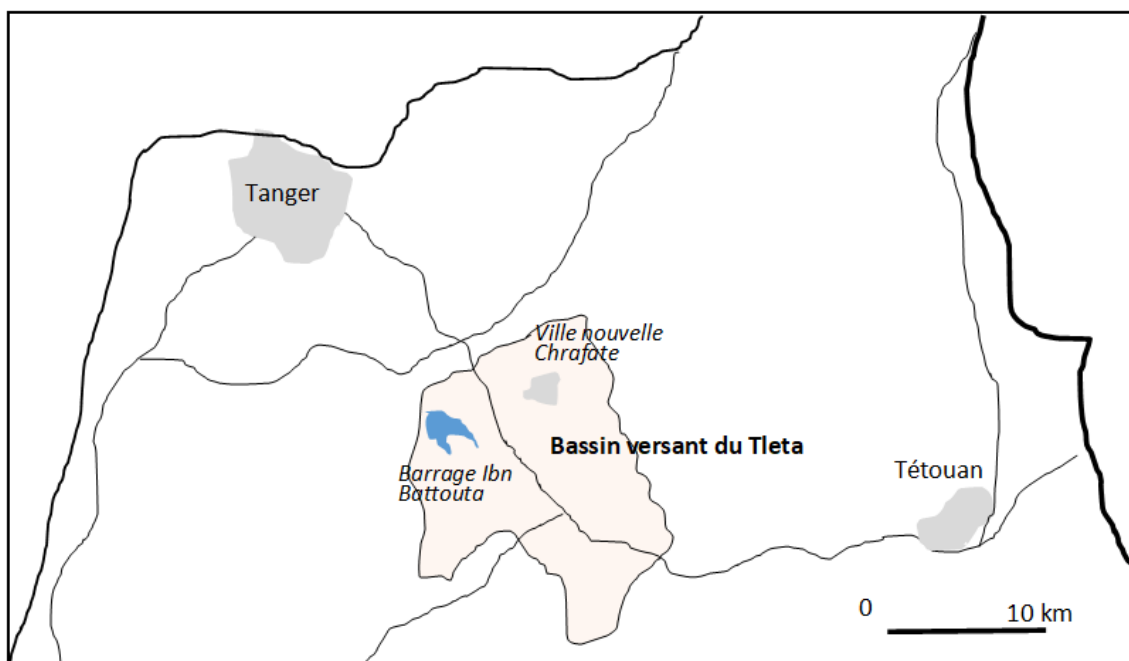 Tanger
Ville nouvelle
Chrafate
Bassin versant du Tleta
Barrage Ibn
Battouta
Tétouan
0
10 km